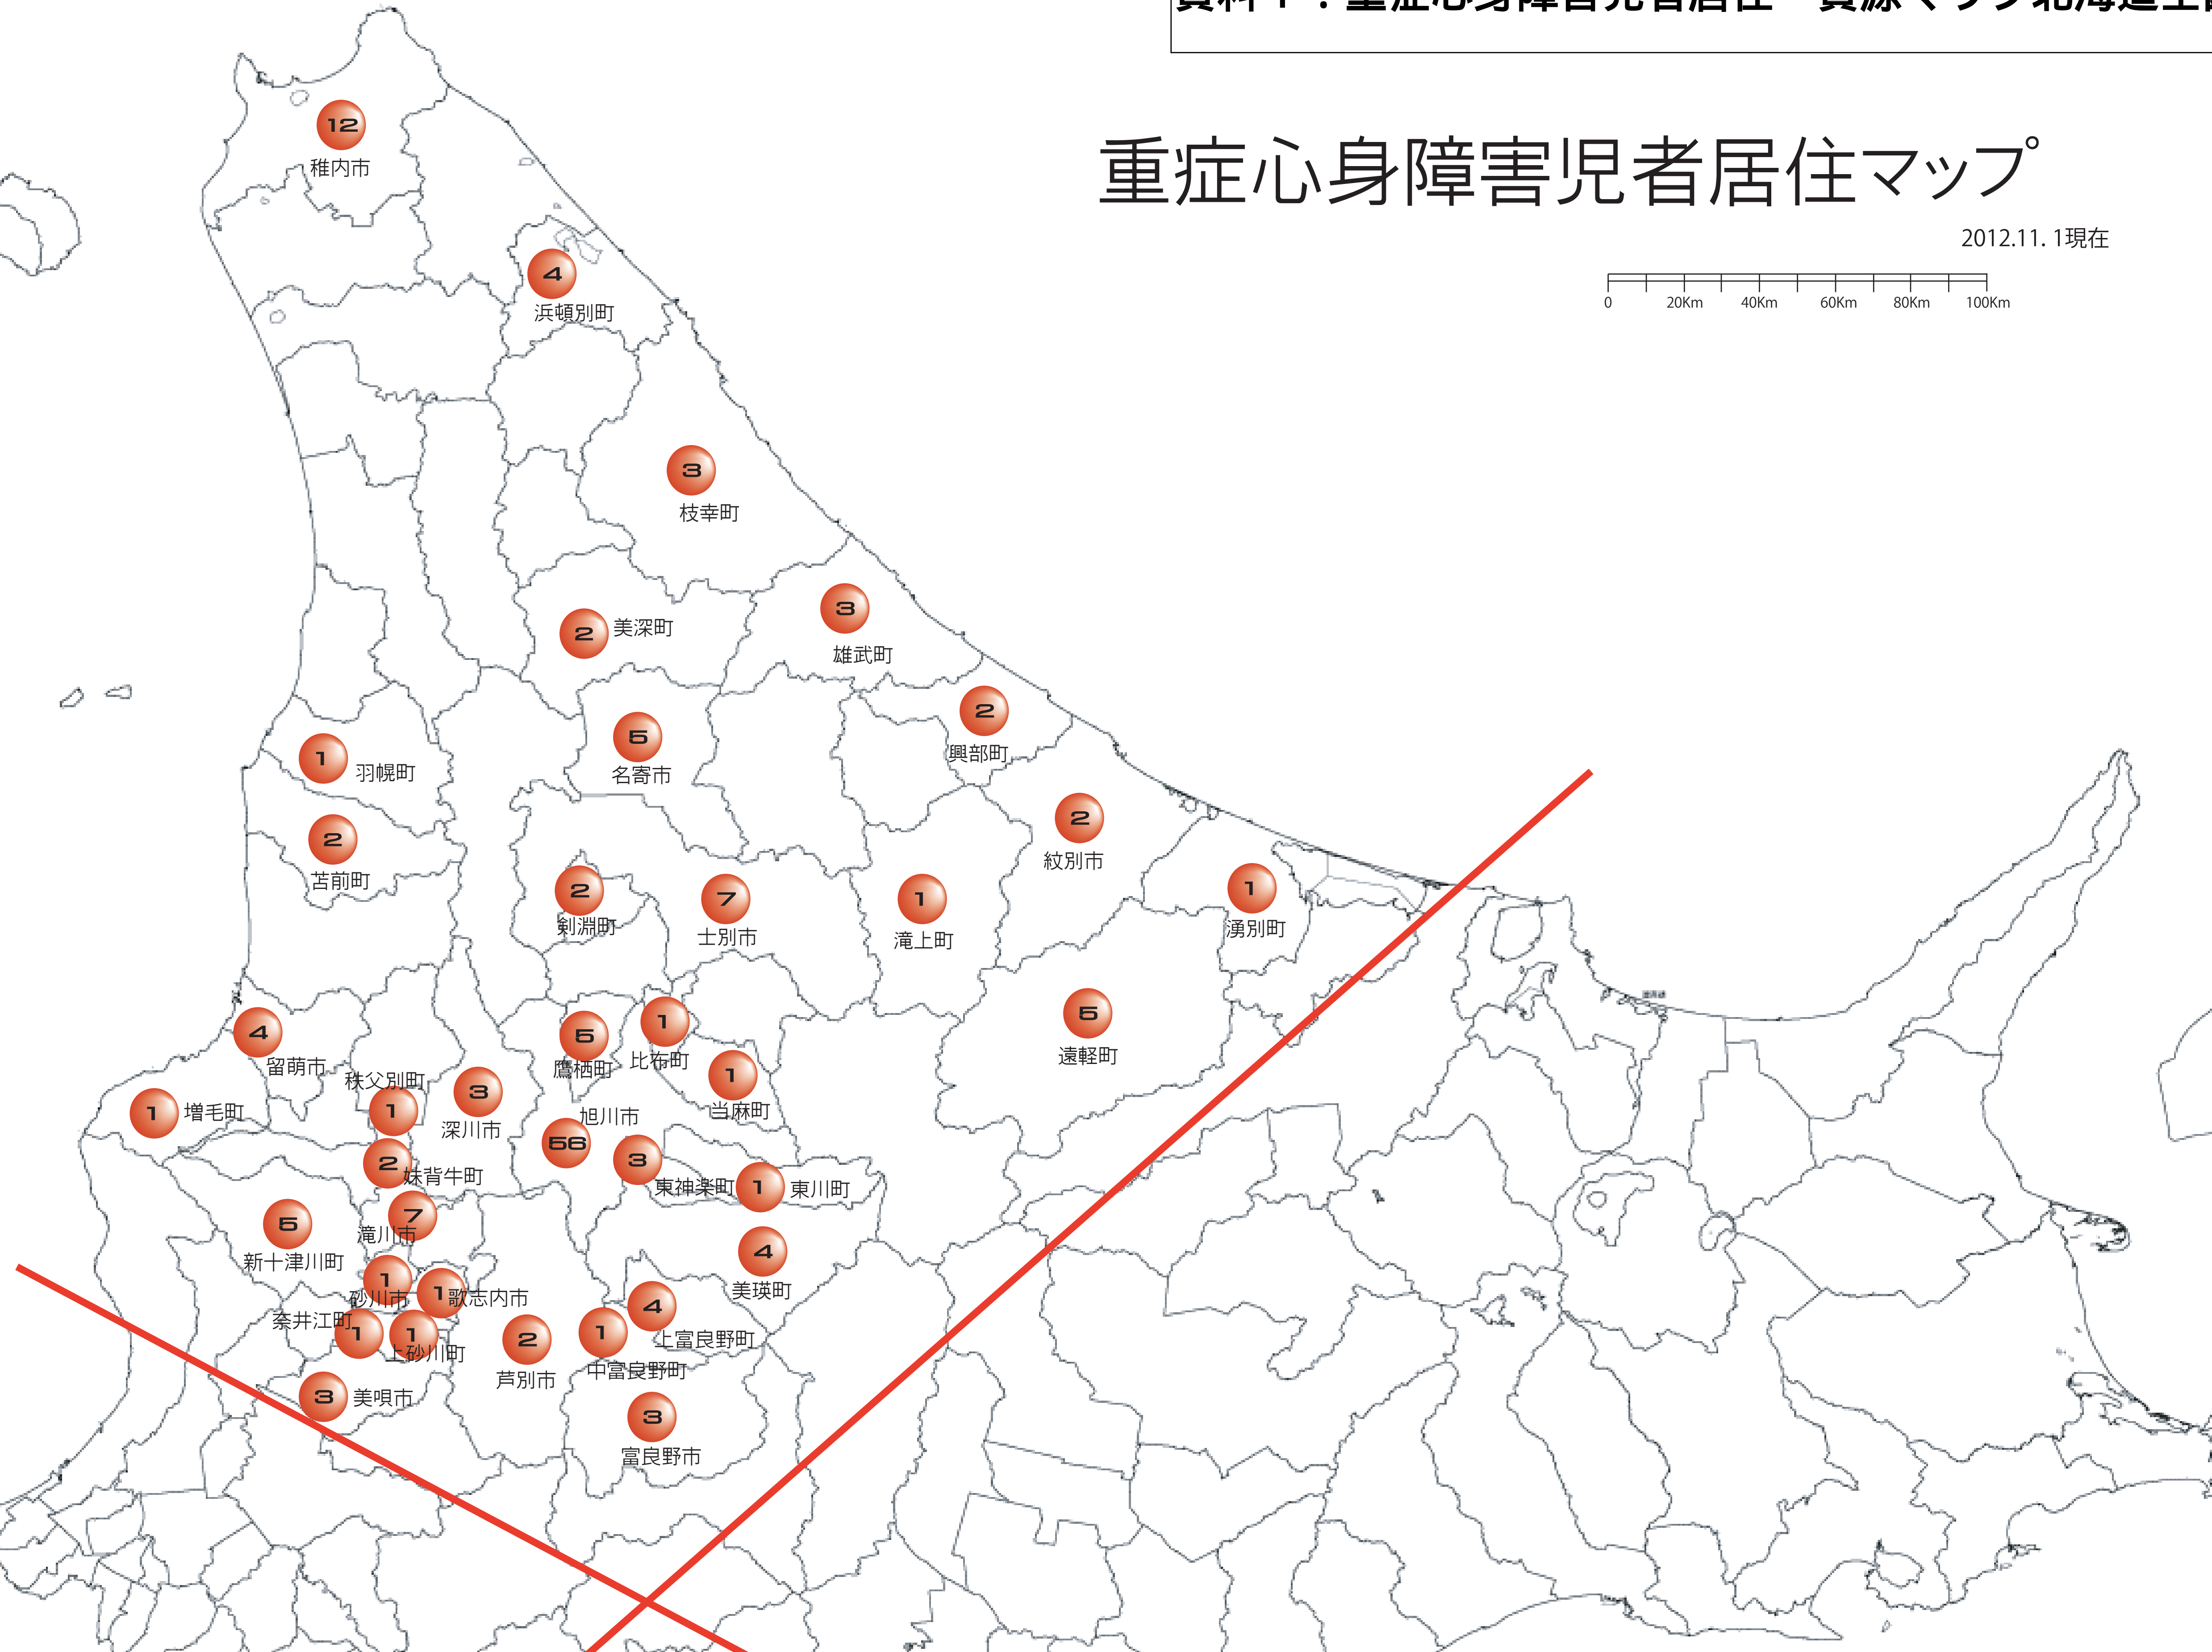 重症心身障害児者居住マップ
2012.11. 1現在
0 20Km 40Km 60Km 80Km 100Km
12
稚内市
4
浜頓別町
3
枝幸町
3
雄武町
2 美深町
2
興部町
5
名寄市
1 羽幌町
2
苫前町
2
紋別市
2
剣淵町
7
士別市
1
滝上町
1
湧別町
5
遠軽町
4
留萌市
5
鷹栖町
1
比布町
1
当麻町
1 増毛町
秩父別町
1
3
深川市
旭川市
56
2 妹背牛町
3
東神楽町
1 東川町
7
滝川市
5
新十津川町
4
美瑛町
1
砂川市
1 歌志内市
奈井江町
1
1
上砂川町
2
芦別市
1
中富良野町
4
上富良野町
3 美唄市
3
富良野市